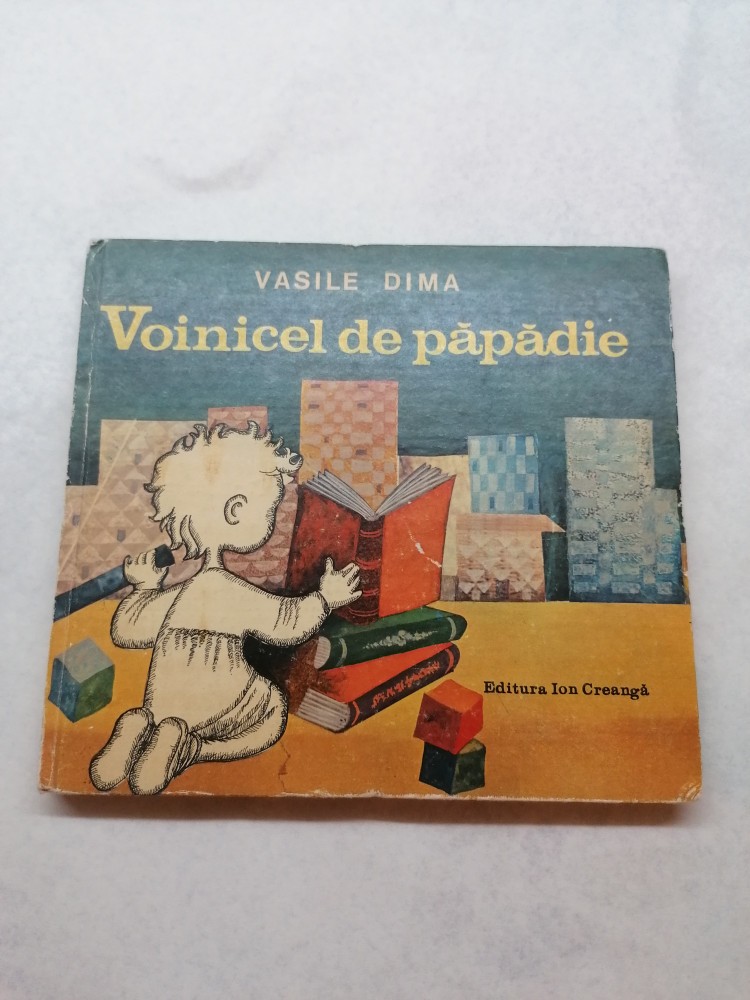 VASILE DIMA
Voinicel de păpădie
Editura Ion Creangă